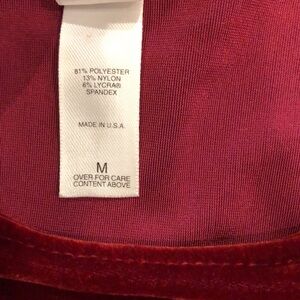 81% POLYESTER
13% NYLON
6% LYCRA®
SPANDEX
MADE IN U.S.A.
M
OVER FOR CARE
CONTENT ABOVE